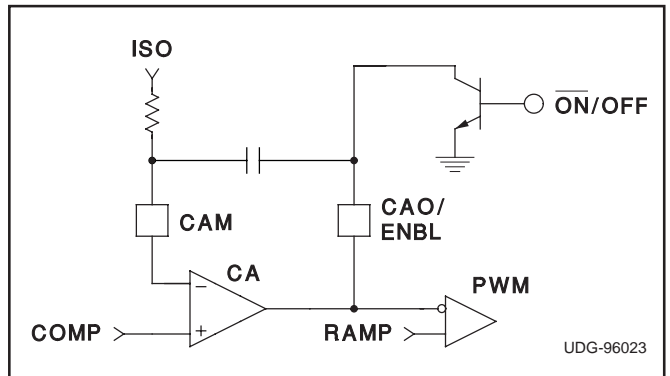 ISO
ON/OFF
CAM
CAO/
ENBL
CA
PWM
COMP
RAMP
−
+
UDG-96023